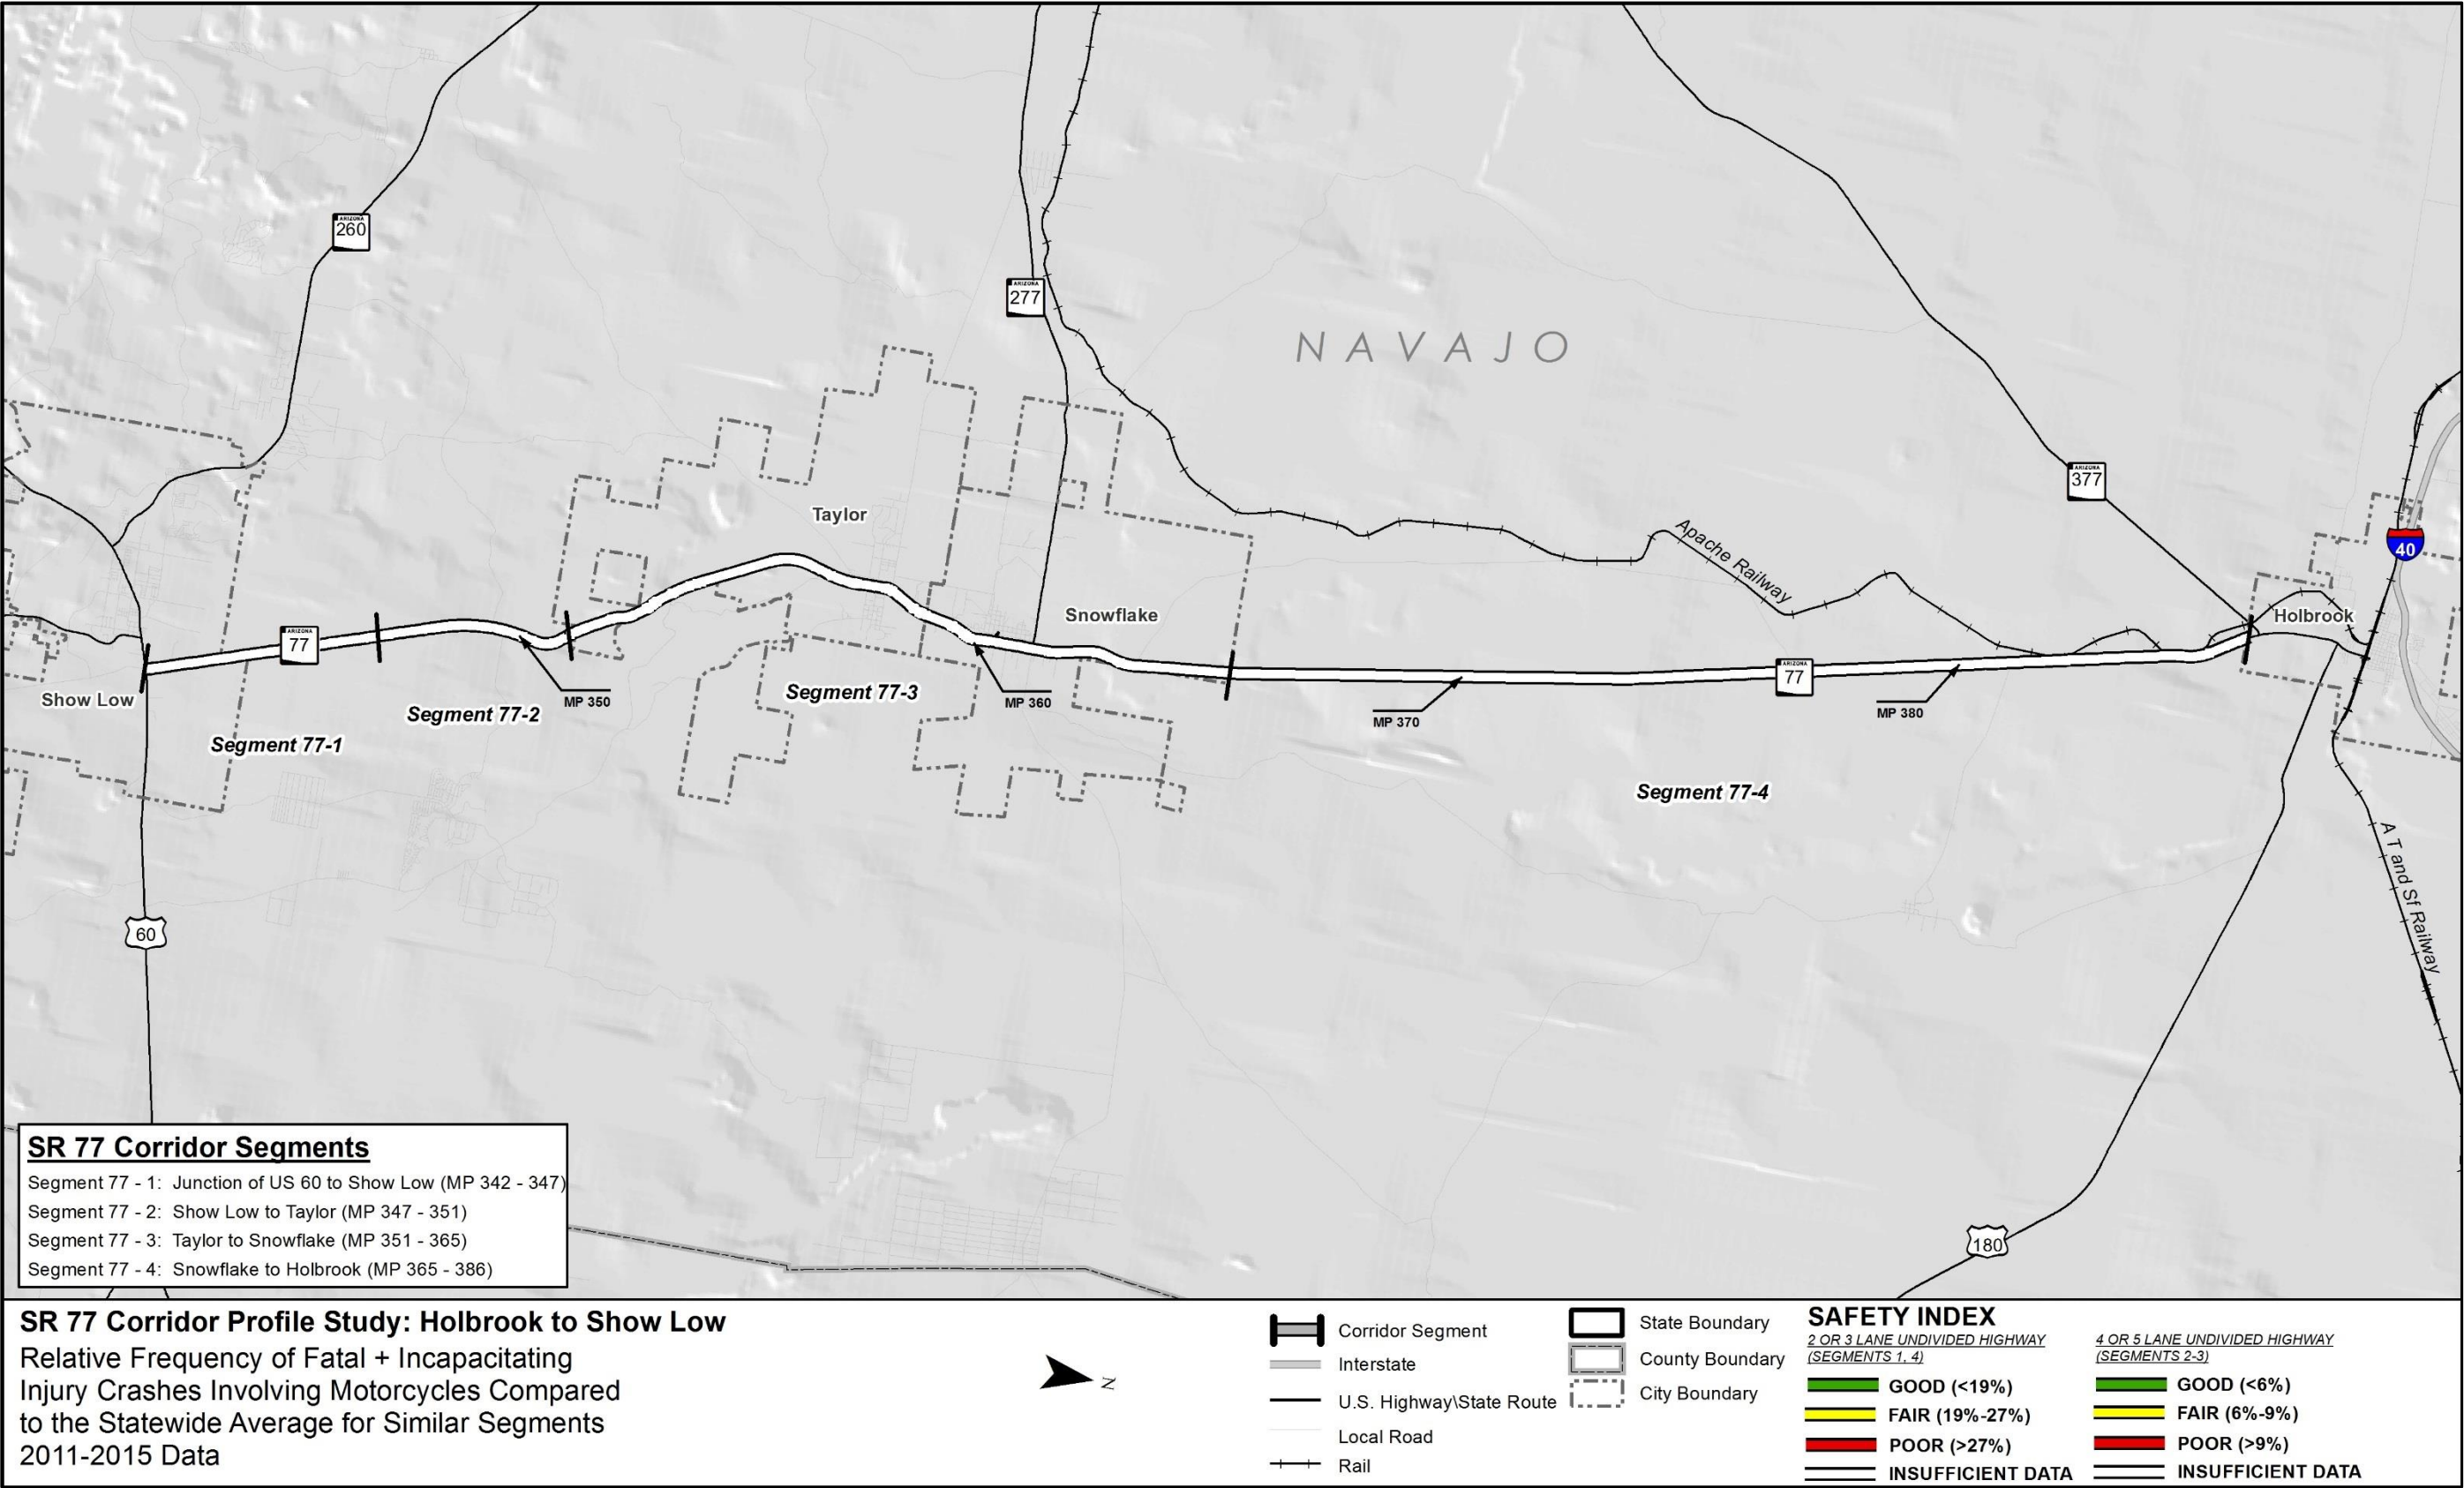 ARIZONA
260
ARIZONA
277
NAVAJO
ARIZONA
377
40
Taylor
Apache Railway
Snowflake
Holbrook
ARIZONA
77
Show Low
Segment 77-1
Segment 77-2
MP 350
Segment 77-3
MP 360
MP 370
ARIZONA
77
MP 380
Segment 77-4
A T and Sf Railway
60
180
SR 77 Corridor Segments
Segment 77 - 1: Junction of US 60 to Show Low (MP 342 - 347)
Segment 77 - 2: Show Low to Taylor (MP 347 - 351)
Segment 77 - 3: Taylor to Snowflake (MP 351 - 365)
Segment 77 - 4: Snowflake to Holbrook (MP 365 - 386)
SR 77 Corridor Profile Study: Holbrook to Show Low
Relative Frequency of Fatal + Incapacitating
Injury Crashes Involving Motorcycles Compared
to the Statewide Average for Similar Segments
2011-2015 Data
N
Corridor Segment
Interstate
U.S. Highway\State Route
Local Road
Rail
State Boundary
County Boundary
City Boundary
SAFETY INDEX
2 OR 3 LANE UNDIVIDED HIGHWAY
(SEGMENTS 1, 4)
GOOD (<19%)
FAIR (19%-27%)
POOR (>27%)
INSUFFICIENT DATA
4 OR 5 LANE UNDIVIDED HIGHWAY
(SEGMENTS 2-3)
GOOD (<6%)
FAIR (6%-9%)
POOR (>9%)
INSUFFICIENT DATA